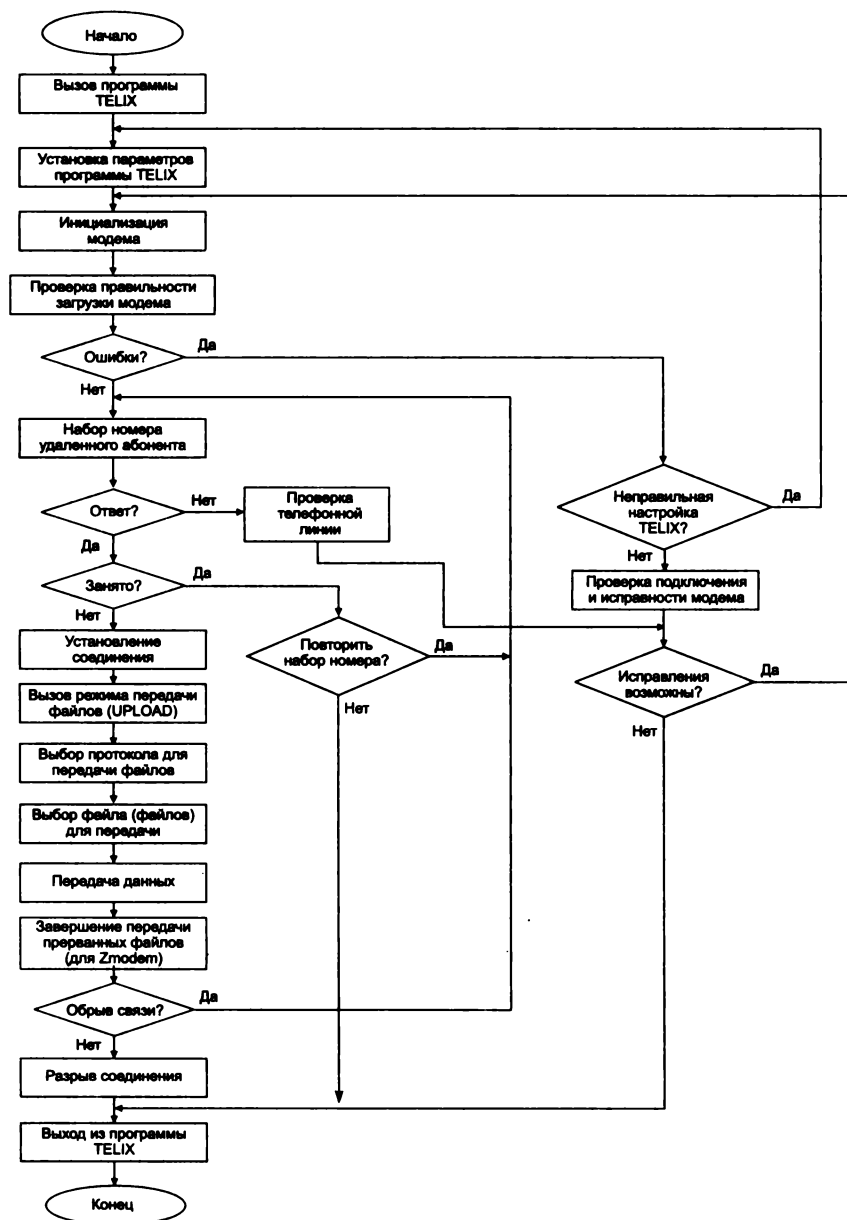 Начало
Вызов программы
TELIX
Установка параметров
программы TELIX
Инициализация
модема
Проверка правильности
загрузки модема
Ошибки?
Да
Нет
Набор номера
удаленного абонента
Ответ?
Нет
Проверка
телефонной
линии
Да
Неправильная
настройка
TELIX?
Да
Нет
Проверка подключения
и исправности модема
Занято?
Да
Нет
Установление
соединения
Повторить
набор номера?
Да
Нет
Исправления
возможны?
Да
Нет
Вызов режима передачи
файлов (UPLOAD)
Выбор протокола для
передачи файлов
Выбор файла (файлов)
для передачи
Передача данных
Завершение передачи
прерванных файлов
(для Zmodem)
Обрыв связи?
Да
Нет
Разрыв соединения
Выход из программы
TELIX
Конец